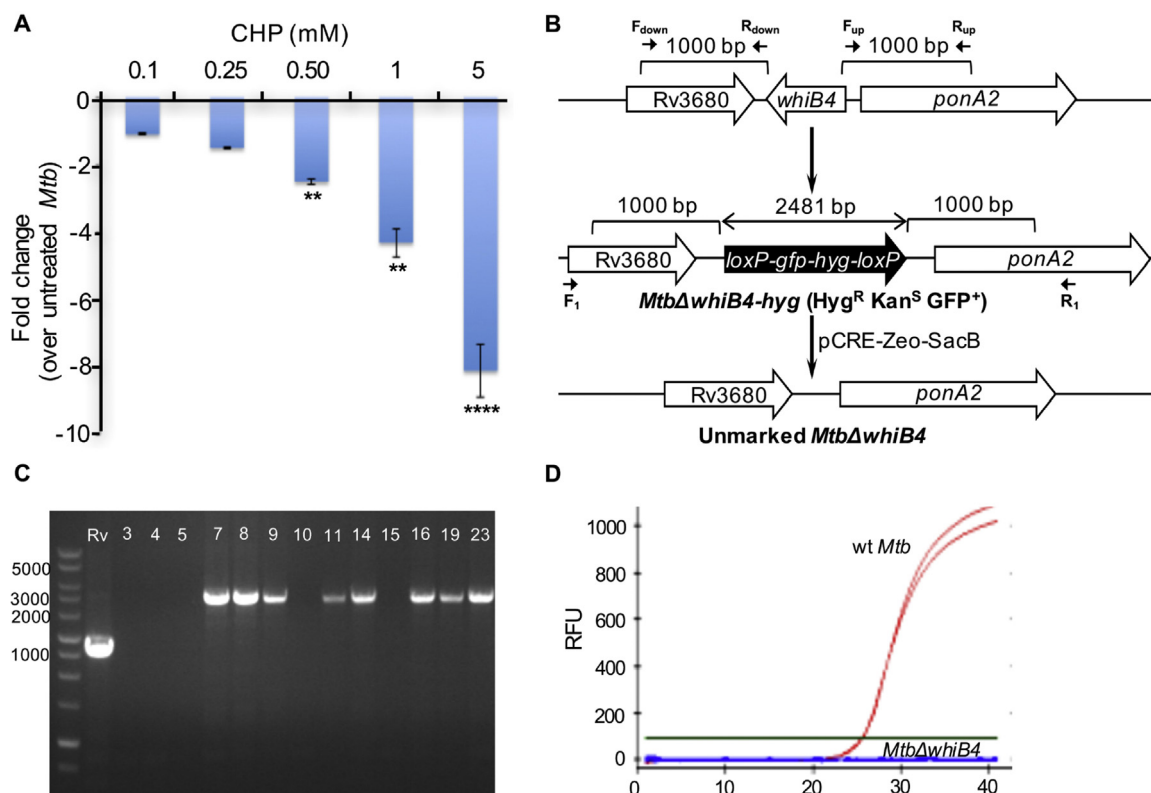 A
CHP (mM)
0.1 0.25 0.50 1 5
0
-2
-4
-6
-8
-10
Fold change
(over untreated Mtb)
**
**
****
B
Fdown Rdown Fup Rup
1000 bp 1000 bp
Rv3680 whiB4 ponA2
1000 bp 2481 bp 1000 bp
Rv3680 loxP-gfp-hyg-loxP ponA2
F1 MtbΔwhiB4-hyg (HygR KanS GFP+) R1
pCRE-Zeo-SacB
Rv3680 ponA2
Unmarked MtbΔwhiB4
C
Rv 3 4 5 7 8 9 10 11 14 15 16 19 23
5000
3000
2000
1000
D
1000
800
600
400
200
0
RFU
wt Mtb
MtbΔwhiB4
0 10 20 30 40